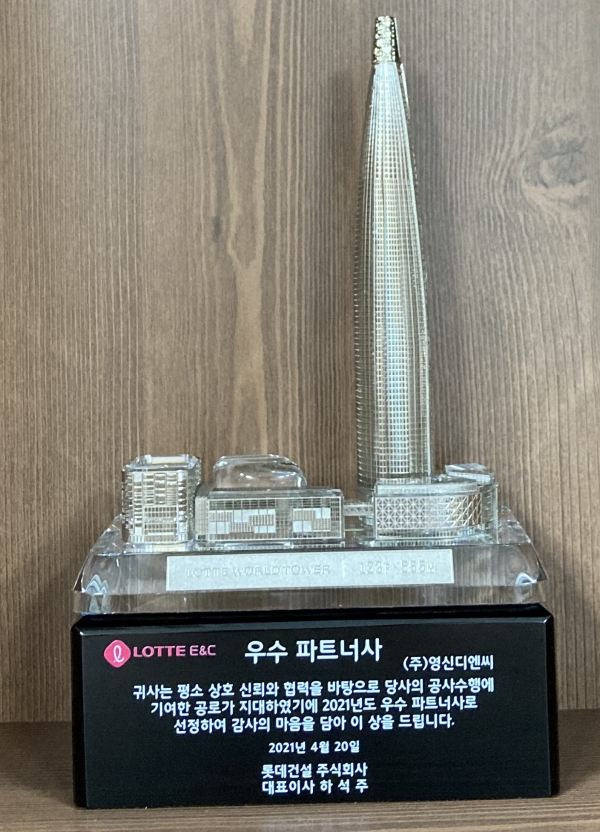 LOTTE WORLD TOWER 123F 555M
LOTTE E&C 우수 파트너사
(주)영신디엔씨
귀사는 평소 상호 신뢰와 협력을 바탕으로 당사의 공사수행에
기여한 공로가 지대하였기에 2021년도 우수 파트너사로
선정하여 감사의 마음을 담아 이 상을 드립니다.
2021년 4월 20일
롯데건설 주식회사
대표이사 하 석 주